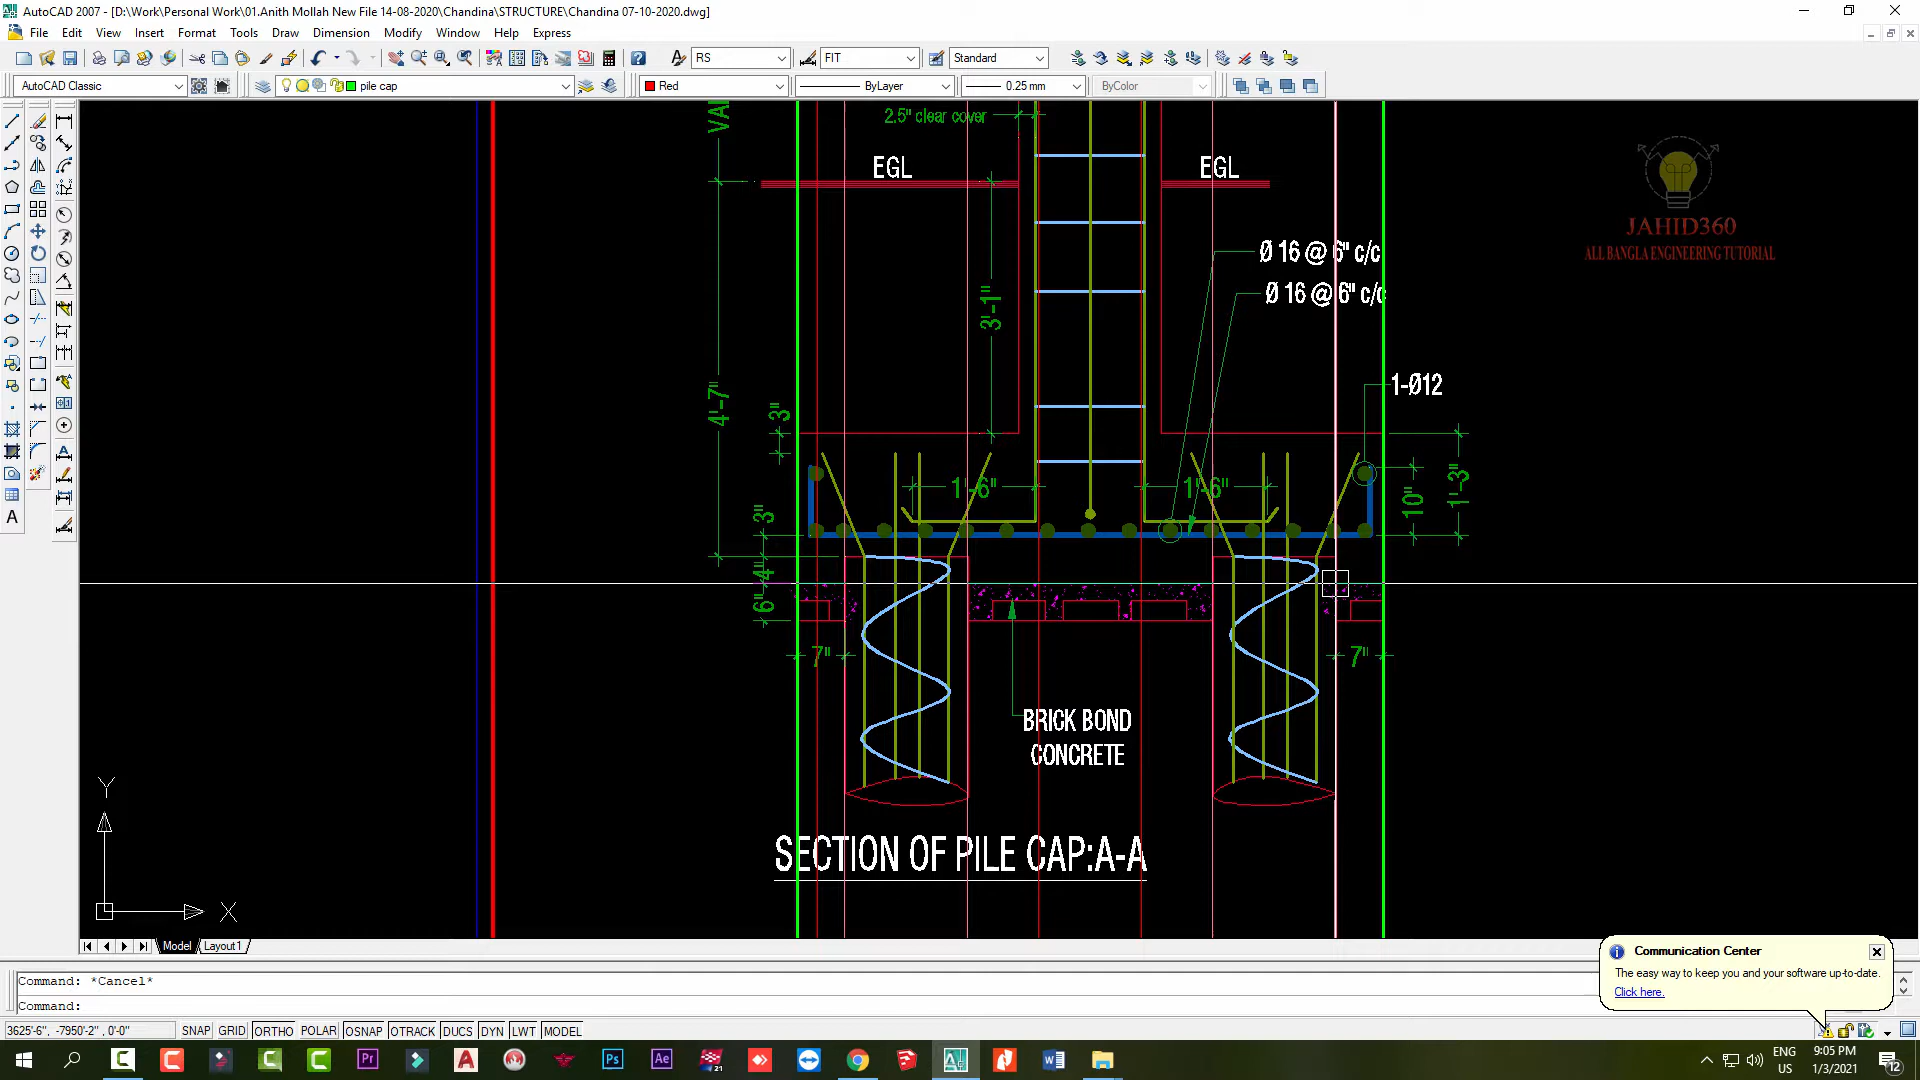 AutoCAD 2007 - [D:\Work\Personal Work\01.Anith Mollah New File 14-08-2020\Chandina\STRUCTURE\Chandina 07-10-2020.dwg]
File Edit View Insert Format Tools Draw Dimension Modify Window Help Express
RS FIT Standard
AutoCAD Classic pile cap Red ByLayer 0.25 mm ByColor
2.5" clear cover
EGL EGL
JAHID360
ALL BANGLA ENGINEERING TUTORIAL
Ø 16 @ 6" c/c
Ø 16 @ 6" c/c
3'-1"
1-Ø12
4'-7"
3"
1'-6" 1'-6"
10" 1'-3"
3"
4"
6"
7" 7"
BRICK BOND
CONCRETE
SECTION OF PILE CAP:A-A
Y
X
Model Layout1
Communication Center
The easy way to keep you and your software up-to-date.
Click here.
Command: *Cancel*
Command:
3625'-6", -7950'-2" , 0'-0" SNAP GRID ORTHO POLAR OSNAP OTRACK DUCS DYN LWT MODEL
ENG
US
9:05 PM
1/3/2021
12